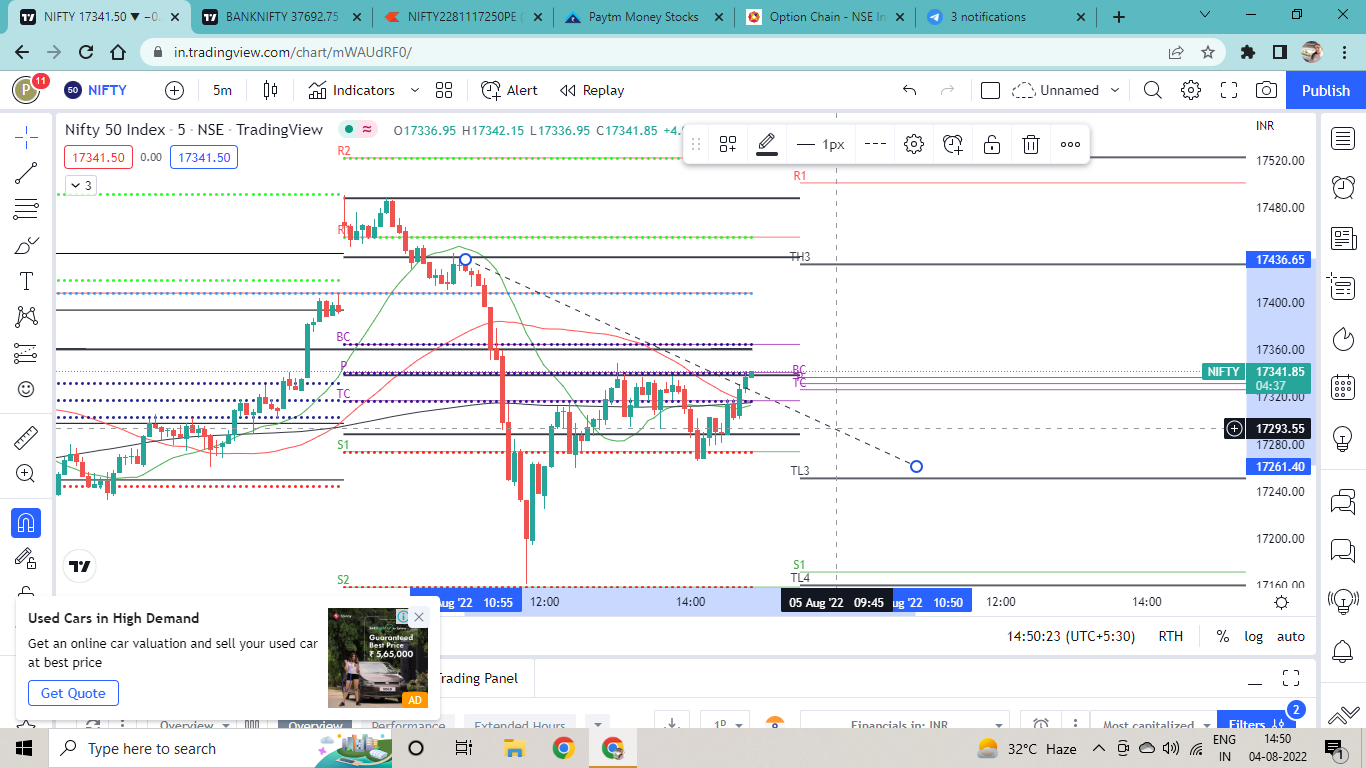 NIFTY 17341.50 ▼ −0.
BANKNIFTY 37692.75
NIFTY2281117250PE (
Paytm Money Stocks
Option Chain - NSE In
3 notifications
in.tradingview.com/chart/mWAUdRF0/
P 11
50 NIFTY
5m
Indicators
Alert
Replay
Unnamed
Publish
Nifty 50 Index · 5 · NSE · TradingView
O17336.95 H17342.15 L17336.95 C17341.85 +4.
1px
INR
17341.50 0.00 17341.50
3
R2
R1
TH3
BC
P
TC
S1
S2
R1
BC
TC
TL3
S1
TL4
17520.00
17480.00
17436.65
17400.00
17360.00
NIFTY 17341.85
04:37
17320.00
17293.55
17280.00
17261.40
17240.00
17200.00
17160.00
Aug '22 10:55
12:00
14:00
05 Aug '22 09:45
Aug '22 10:50
12:00
14:00
Used Cars in High Demand
Get an online car valuation and sell your used car
at best price
Get Quote
Guaranteed
Best Price
₹ 5,65,000
AD
14:50:23 (UTC+5:30) RTH % log auto
Trading Panel
Overview
Overview
Performance
Extended Hours
1D
Financials in: INR
Most capitalized
Filters
2
Type here to search
32°C Haze
ENG
IN
14:50
04-08-2022
1